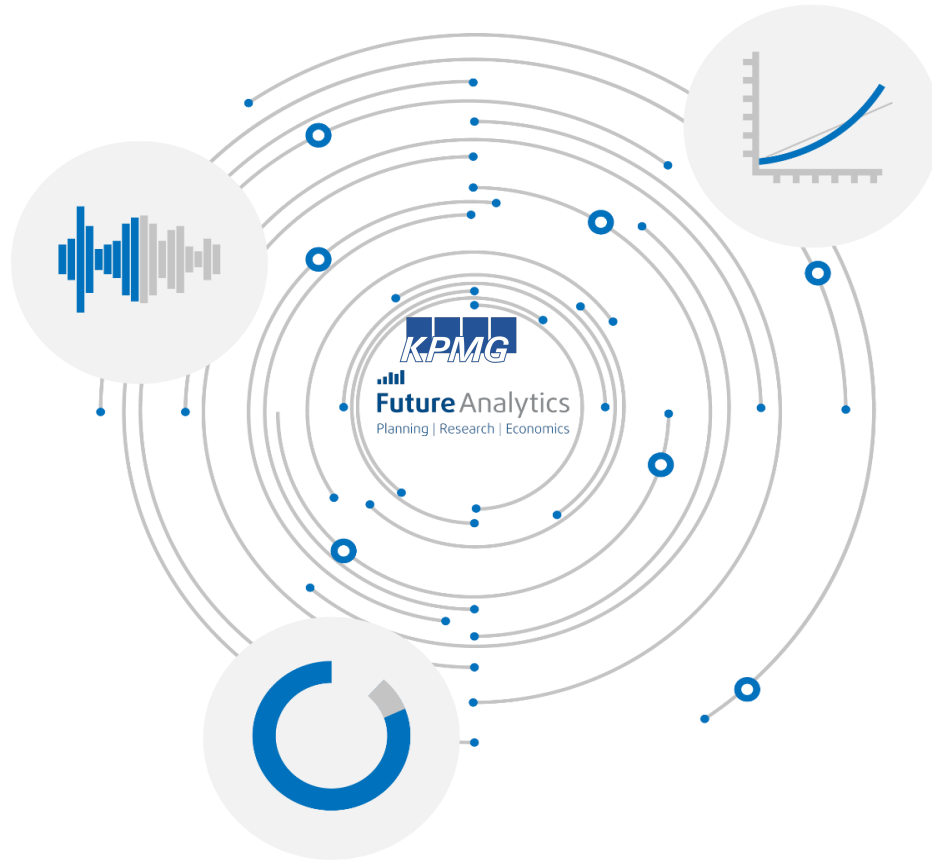 KPMG
Future Analytics
Planning | Research | Economics